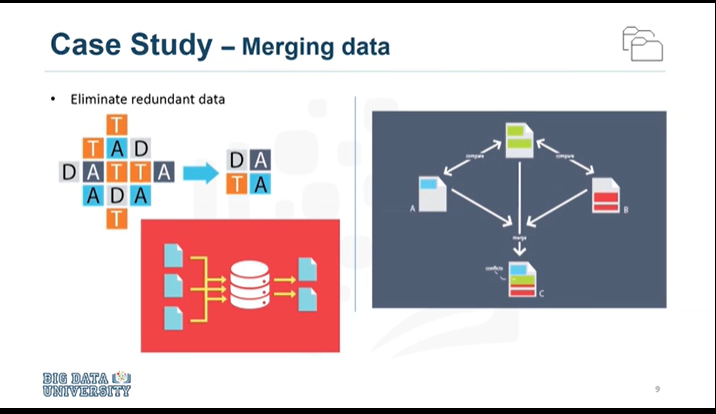 Case Study – Merging data
• Eliminate redundant data
T
T A D
D A T T A
A D A
T
D A
T A
compare
compare
A
B
merge
conflicts
C
BIG DATA
UNIVERSITY
9